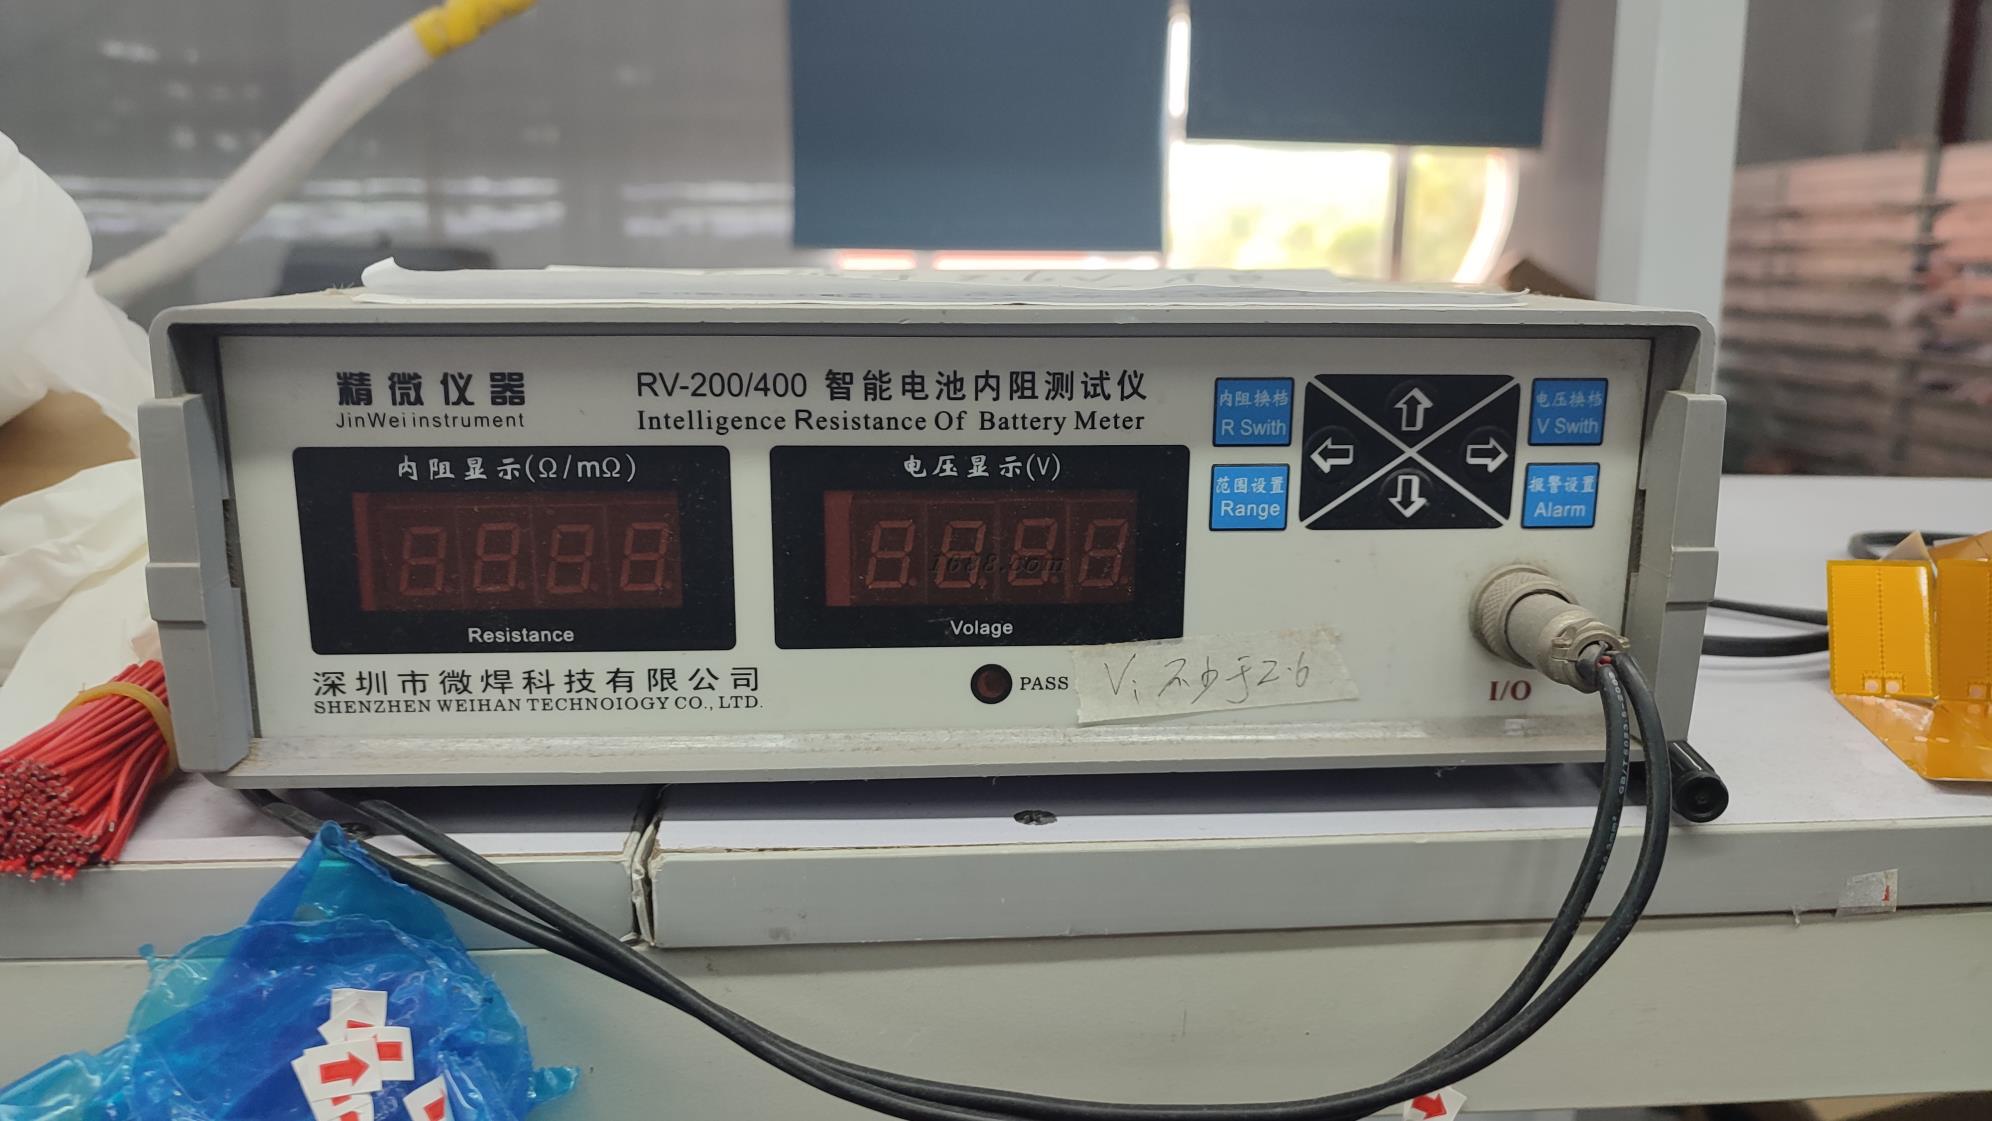 精微仪器
JinWei instrument
RV-200/400 智能电池内阻测试仪
Intelligence Resistance Of Battery Meter
内阻显示(Ω/mΩ)
Resistance
电压显示(V)
1688.com
Volage
内阻换档
R Swith
电压换档
V Swith
范围设置
Range
报警设置
Alarm
深圳市微焊科技有限公司
SHENZHEN WEIHAN TECHNOIOGY CO., LTD.
PASS
V: 不少于2.6
I/O